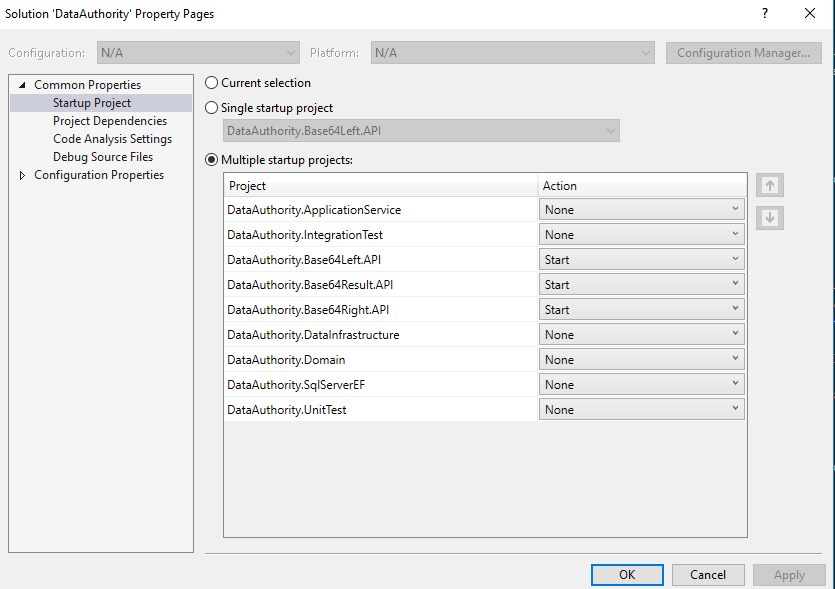 Solution 'DataAuthority' Property Pages ?
Configuration: N/A Platform: N/A Configuration Manager...
Common Properties
Startup Project
Project Dependencies
Code Analysis Settings
Debug Source Files
Configuration Properties
Current selection
Single startup project
DataAuthority.Base64Left.API
Multiple startup projects:
Project Action
DataAuthority.ApplicationService None
DataAuthority.IntegrationTest None
DataAuthority.Base64Left.API Start
DataAuthority.Base64Result.API Start
DataAuthority.Base64Right.API Start
DataAuthority.DataInfrastructure None
DataAuthority.Domain None
DataAuthority.SqlServerEF None
DataAuthority.UnitTest None
OK Cancel Apply